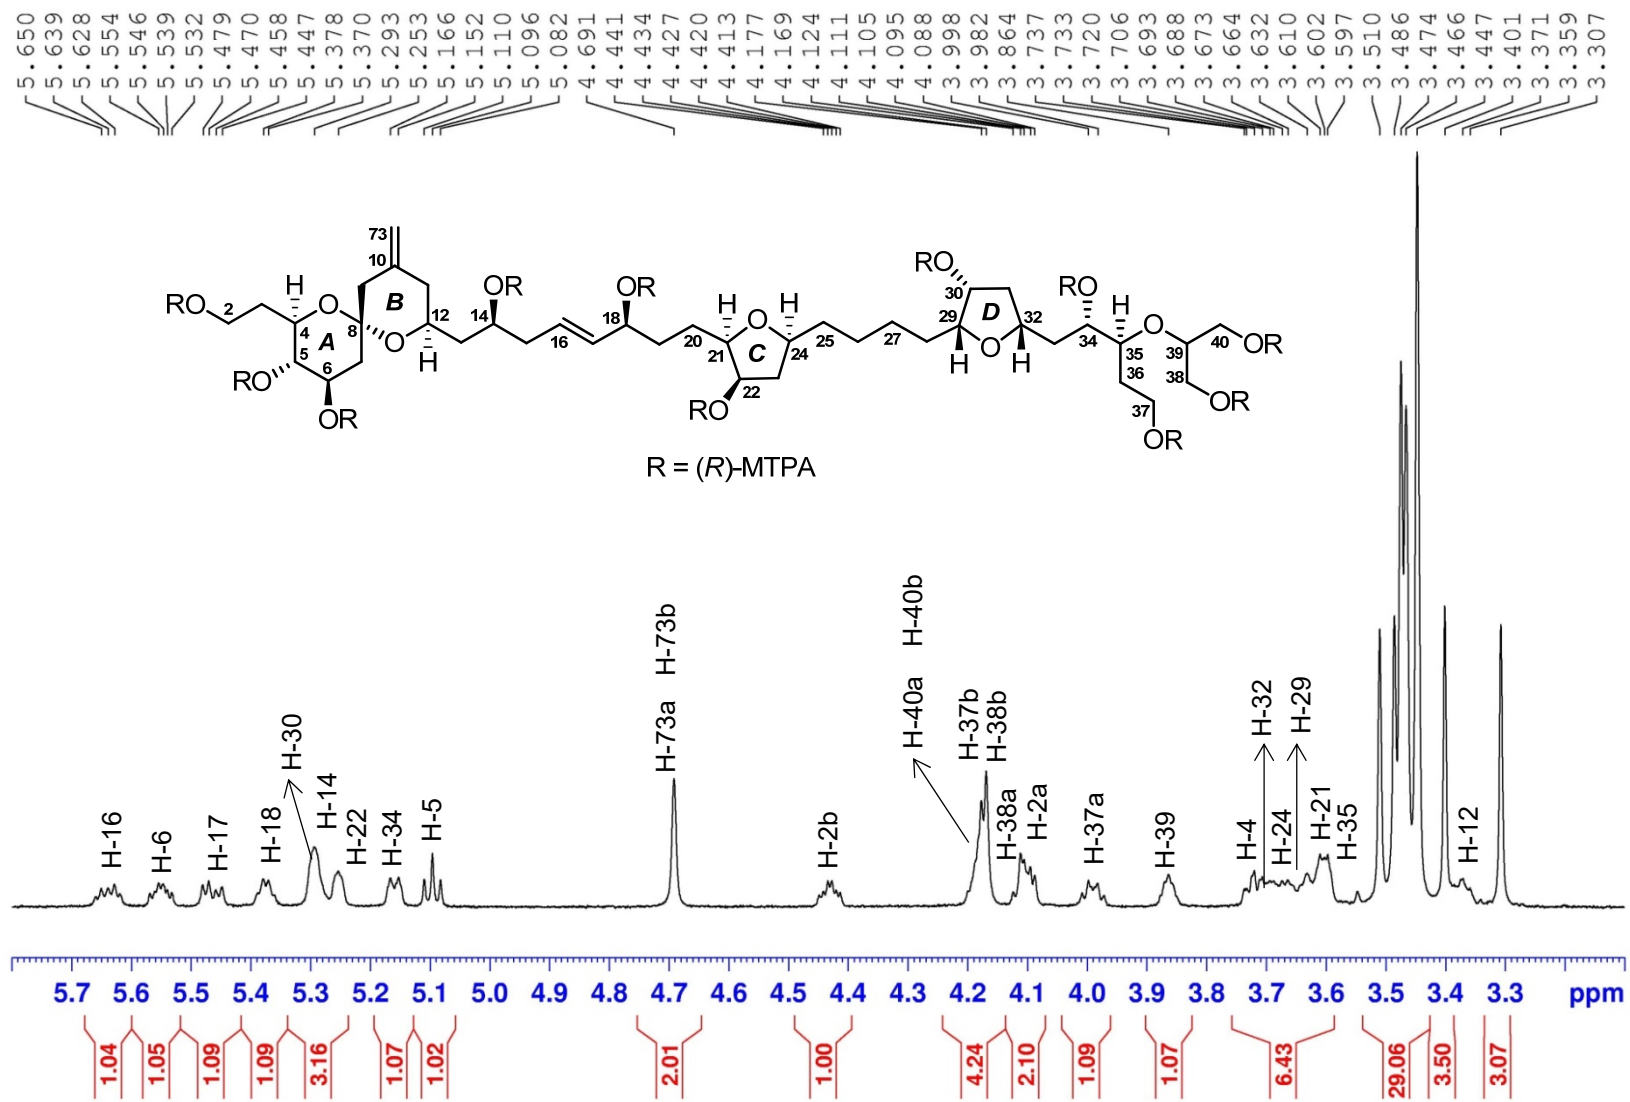 5.650 5.639 5.628 5.554 5.546 5.539 5.532 5.479 5.470 5.458 5.447 5.378 5.370 5.293 5.253 5.166 5.152 5.110 5.096 5.082 4.691 4.441 4.434 4.427 4.420 4.413 4.177 4.169 4.124 4.111 4.105 4.095 4.088 3.998 3.982 3.864 3.737 3.733 3.720 3.706 3.693 3.688 3.673 3.664 3.632 3.610 3.602 3.597 3.510 3.486 3.474 3.466 3.447 3.401 3.371 3.359 3.307
73
10
H
RO
2
O
B
4
8
12
A
O
H
5
6
RO
OR
OR
14
16
OR
18
20
H
O
H
21
C
24
22
RO
25
27
RO
30
D
29
32
O
H
H
OR
34
H
35
O
39
40
OR
36
38
OR
37
OR
R = (R)-MTPA
H-16
H-6
H-17
H-18
H-30
H-14
H-22
H-34
H-5
H-73a H-73b
H-2b
H-40a H-40b
H-37b
H-38b
H-38a
H-2a
H-37a
H-39
H-4
H-32
H-24
H-29
H-21
H-35
H-12
5.7 5.6 5.5 5.4 5.3 5.2 5.1 5.0 4.9 4.8 4.7 4.6 4.5 4.4 4.3 4.2 4.1 4.0 3.9 3.8 3.7 3.6 3.5 3.4 3.3 ppm
1.04 1.05 1.09 1.09 3.16 1.07 1.02 2.01 1.00 4.24 2.10 1.09 1.07 6.43 29.06 3.50 3.07